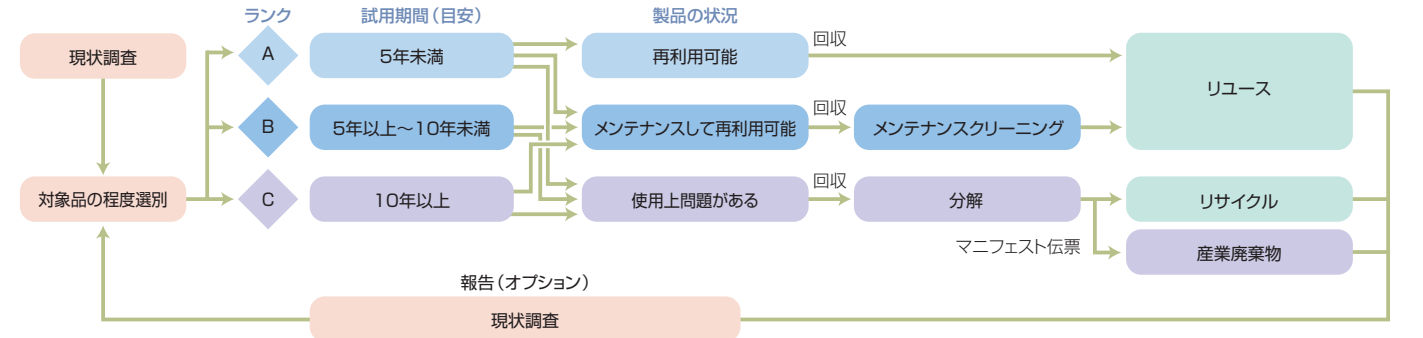 ランク 試用期間(目安) 製品の状況
現状調査 A 5年未満 再利用可能 回収 リユース
B 5年以上〜10年未満 メンテナンスして再利用可能 回収 メンテナンスクリーニング
対象品の程度選別 C 10年以上 使用上問題がある 回収 分解 リサイクル
マニフェスト伝票 産業廃棄物
報告(オプション)
現状調査